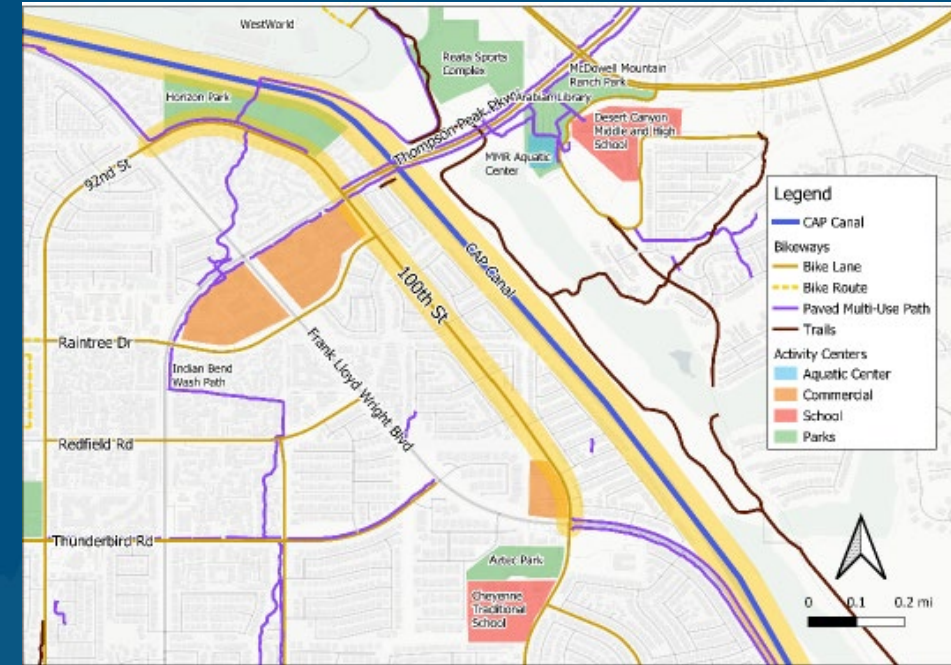 WestWorld
Reata Sports
Complex
McDowell Mountain
Ranch Park
Horizon Park
Arabian Library
Thompson Peak Pkwy
Desert Canyon
Middle and High
School
MMR Aquatic
Center
92nd St
CAP Canal
100th St
Raintree Dr
Frank Lloyd Wright Blvd
Indian Bend
Wash Path
Redfield Rd
Thunderbird Rd
Aztec Park
Cheyenne
Traditional
School
Legend
CAP Canal
Bikeways
Bike Lane
Bike Route
Paved Multi-Use Path
Trails
Activity Centers
Aquatic Center
Commercial
School
Parks
0 0.1 0.2 mi